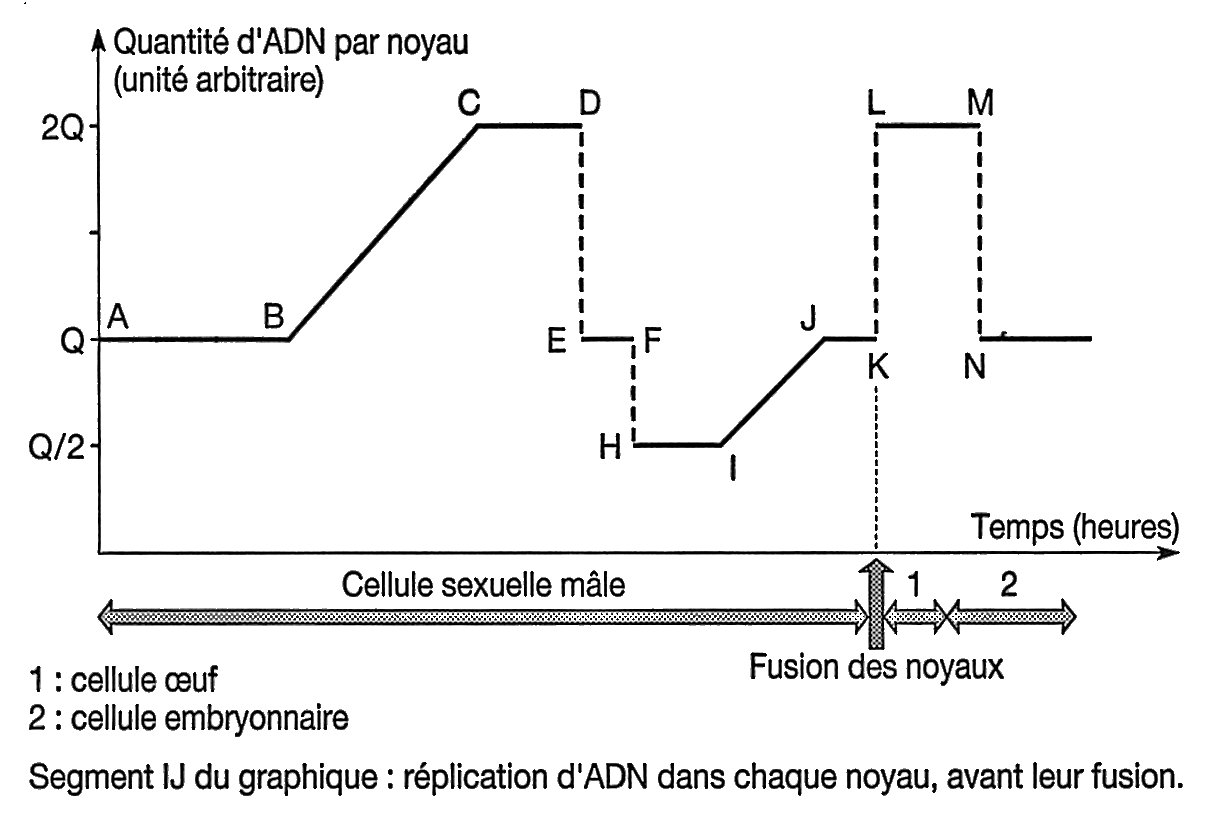 Quantité d'ADN par noyau
(unité arbitraire)
C D L M
2Q
A B J
Q E F K N
Q/2 H I
Temps (heures)
Cellule sexuelle mâle 1 2
Fusion des noyaux
1 : cellule œuf
2 : cellule embryonnaire
Segment IJ du graphique : réplication d'ADN dans chaque noyau, avant leur fusion.